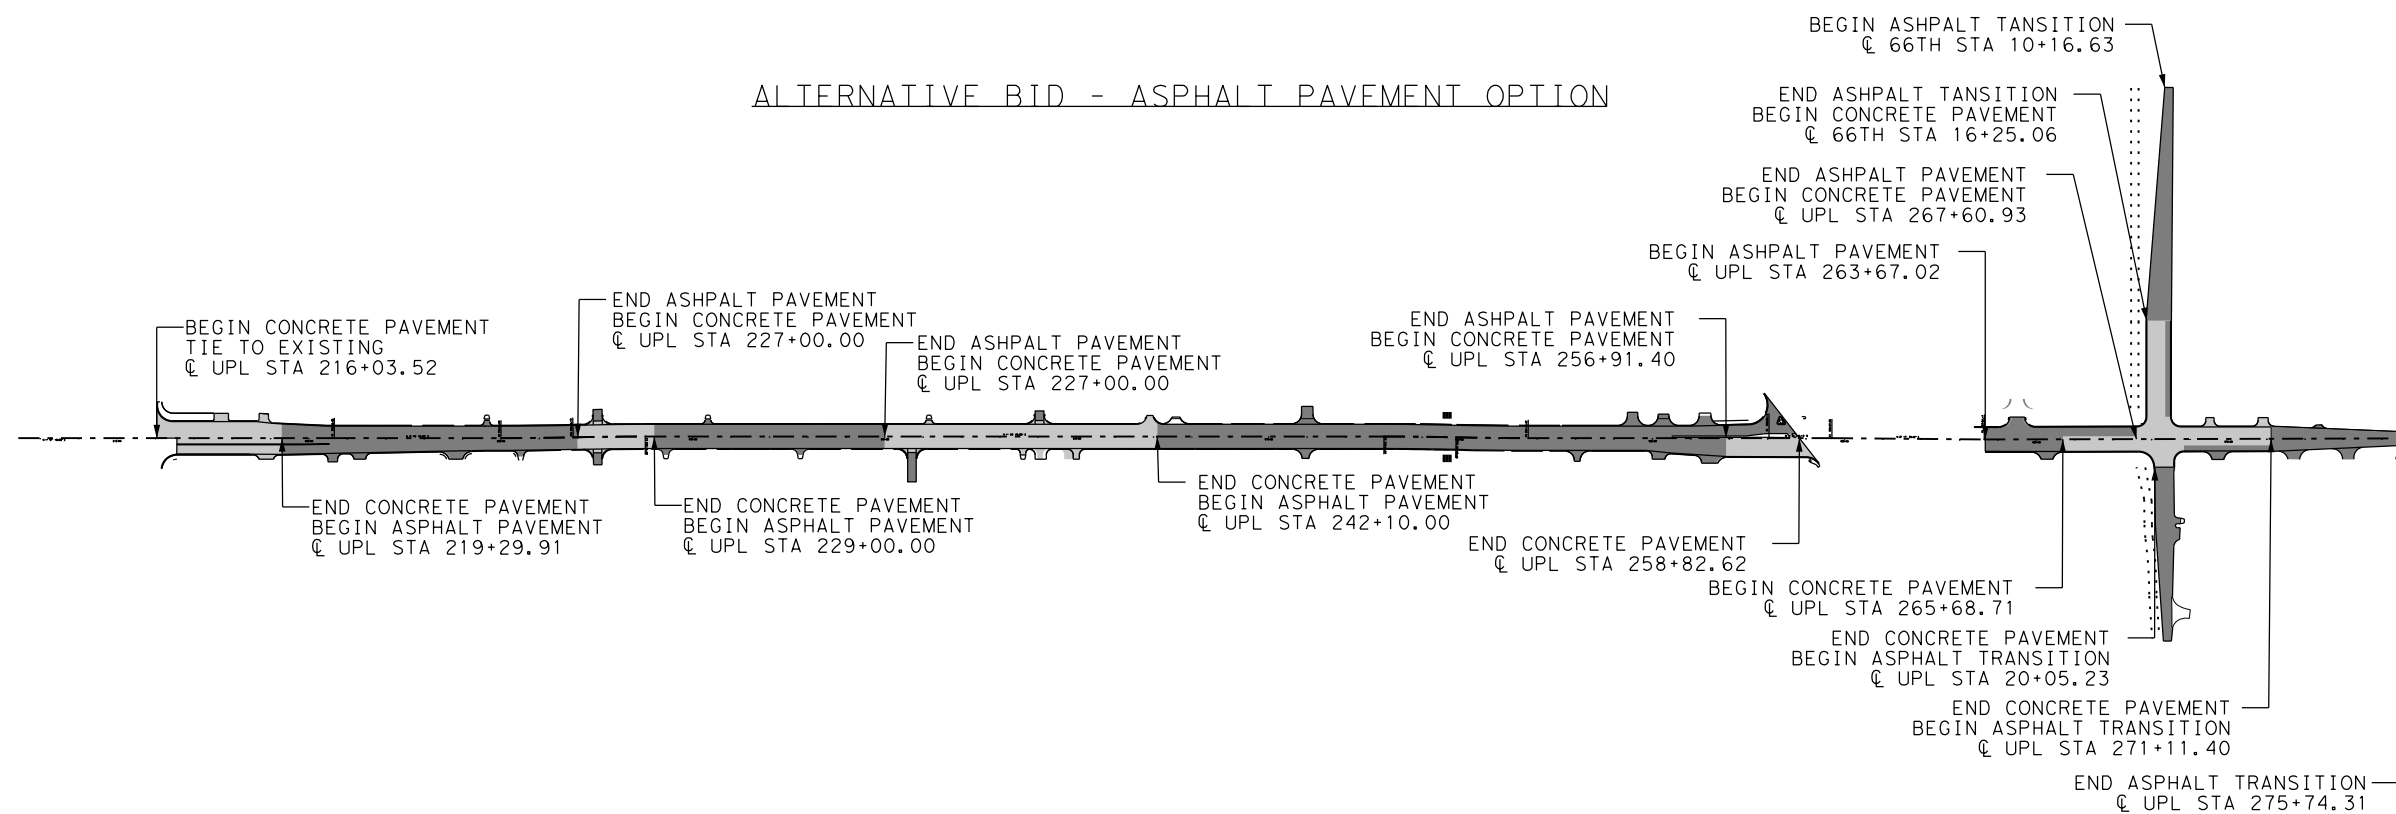 ALTERNATIVE BID - ASPHALT PAVEMENT OPTION
BEGIN ASHPALT TANSITION
℄ 66TH STA 10+16.63
END ASHPALT TANSITION
BEGIN CONCRETE PAVEMENT
℄ 66TH STA 16+25.06
END ASHPALT PAVEMENT
BEGIN CONCRETE PAVEMENT
℄ UPL STA 267+60.93
BEGIN ASHPALT PAVEMENT
℄ UPL STA 263+67.02
BEGIN CONCRETE PAVEMENT
TIE TO EXISTING
℄ UPL STA 216+03.52
END ASHPALT PAVEMENT
BEGIN CONCRETE PAVEMENT
℄ UPL STA 227+00.00
END ASHPALT PAVEMENT
BEGIN CONCRETE PAVEMENT
℄ UPL STA 227+00.00
END ASHPALT PAVEMENT
BEGIN CONCRETE PAVEMENT
℄ UPL STA 256+91.40
END CONCRETE PAVEMENT
BEGIN ASPHALT PAVEMENT
℄ UPL STA 219+29.91
END CONCRETE PAVEMENT
BEGIN ASPHALT PAVEMENT
℄ UPL STA 229+00.00
END CONCRETE PAVEMENT
BEGIN ASPHALT PAVEMENT
℄ UPL STA 242+10.00
END CONCRETE PAVEMENT
℄ UPL STA 258+82.62
BEGIN CONCRETE PAVEMENT
℄ UPL STA 265+68.71
END CONCRETE PAVEMENT
BEGIN ASPHALT TRANSITION
℄ UPL STA 20+05.23
END CONCRETE PAVEMENT
BEGIN ASPHALT TRANSITION
℄ UPL STA 271+11.40
END ASPHALT TRANSITION
℄ UPL STA 275+74.31